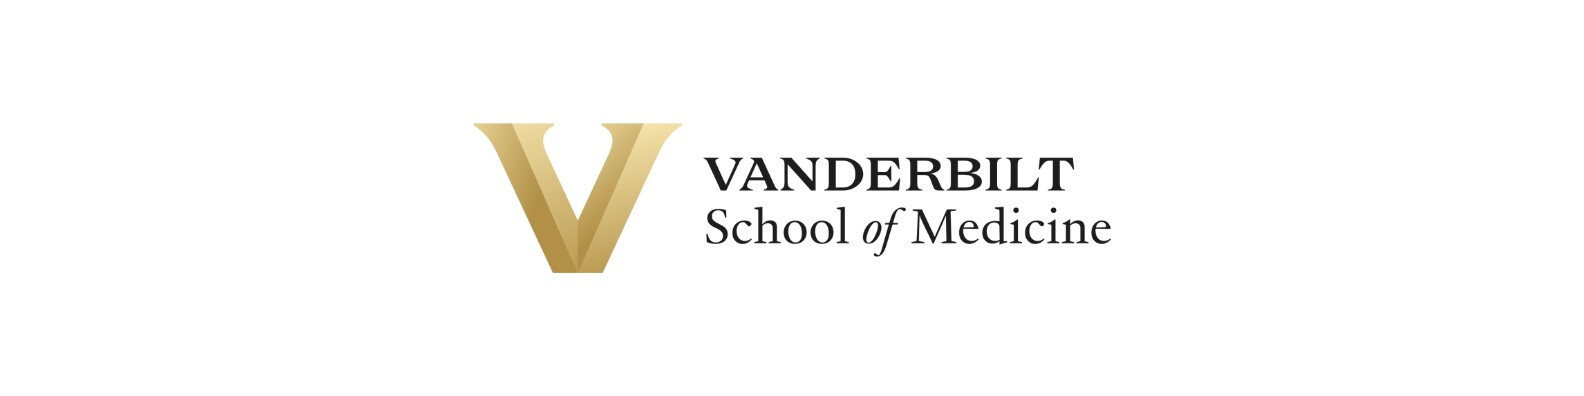 V
VANDERBILT
School of Medicine